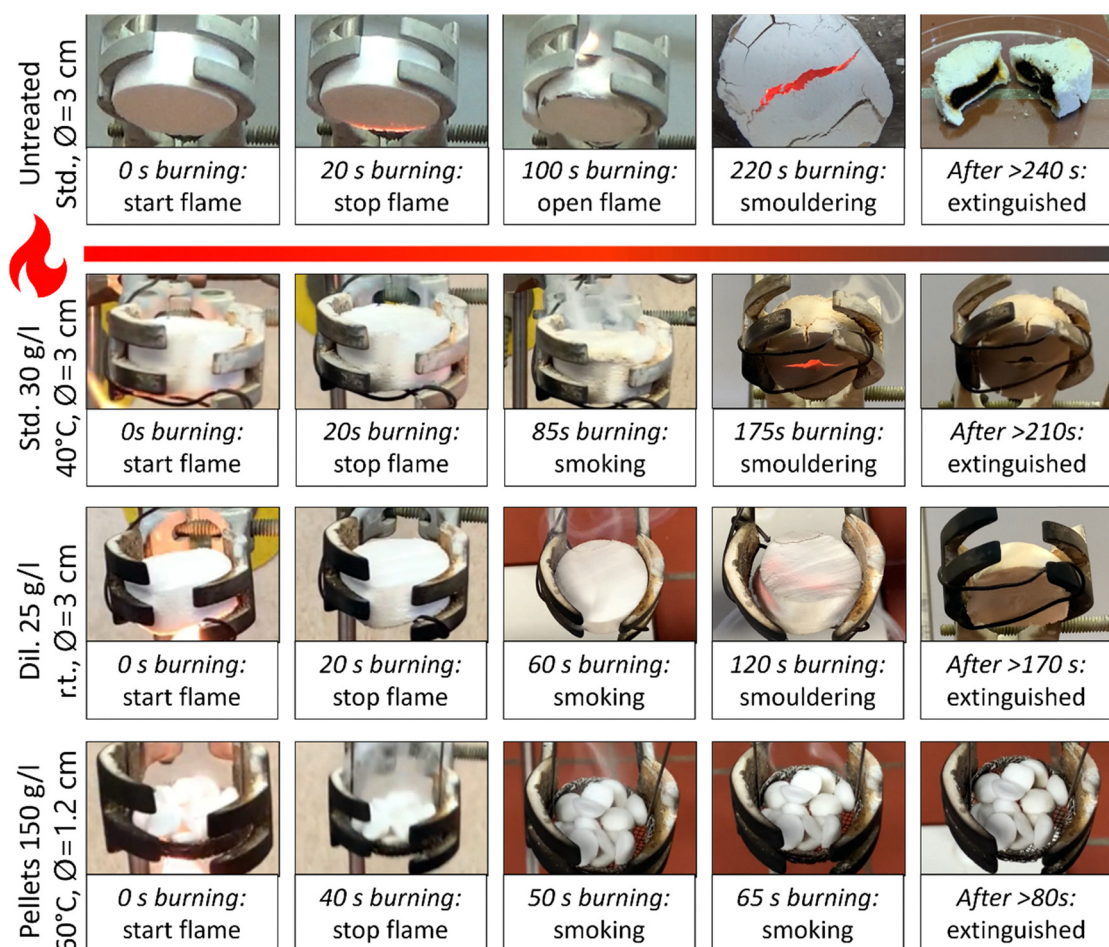 Untreated
Std., Ø=3 cm
0 s burning:
start flame
20 s burning:
stop flame
100 s burning:
open flame
220 s burning:
smouldering
After >240 s:
extinguished
Std. 30 g/l
40°C, Ø=3 cm
0s burning:
start flame
20s burning:
stop flame
85s burning:
smoking
175s burning:
smouldering
After >210s:
extinguished
Dil. 25 g/l
r.t., Ø=3 cm
0 s burning:
start flame
20 s burning:
stop flame
60 s burning:
smoking
120 s burning:
smouldering
After >170 s:
extinguished
Pellets 150 g/l
60°C, Ø=1.2 cm
0 s burning:
start flame
40 s burning:
stop flame
50 s burning:
smoking
65 s burning:
smoking
After >80s:
extinguished